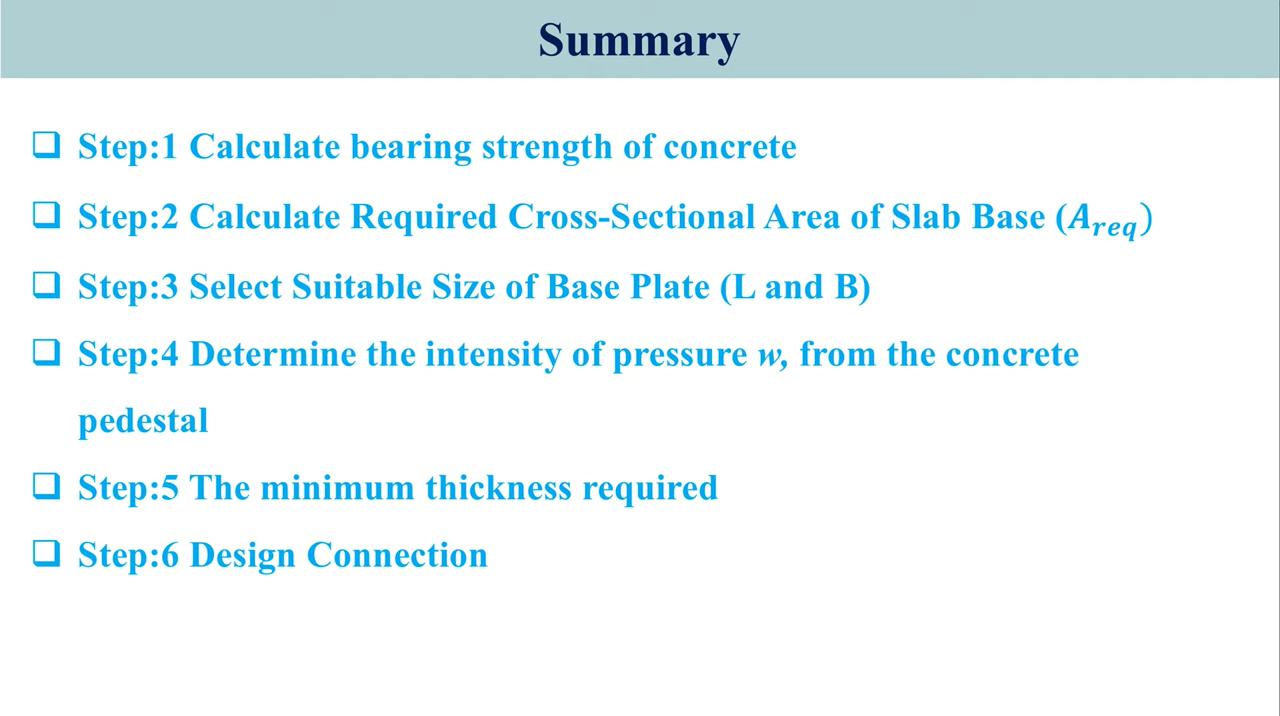 Summary
❑ Step:1 Calculate bearing strength of concrete
❑ Step:2 Calculate Required Cross-Sectional Area of Slab Base (𝑨𝒓𝒆𝒒)
❑ Step:3 Select Suitable Size of Base Plate (L and B)
❑ Step:4 Determine the intensity of pressure w, from the concrete
pedestal
❑ Step:5 The minimum thickness required
❑ Step:6 Design Connection